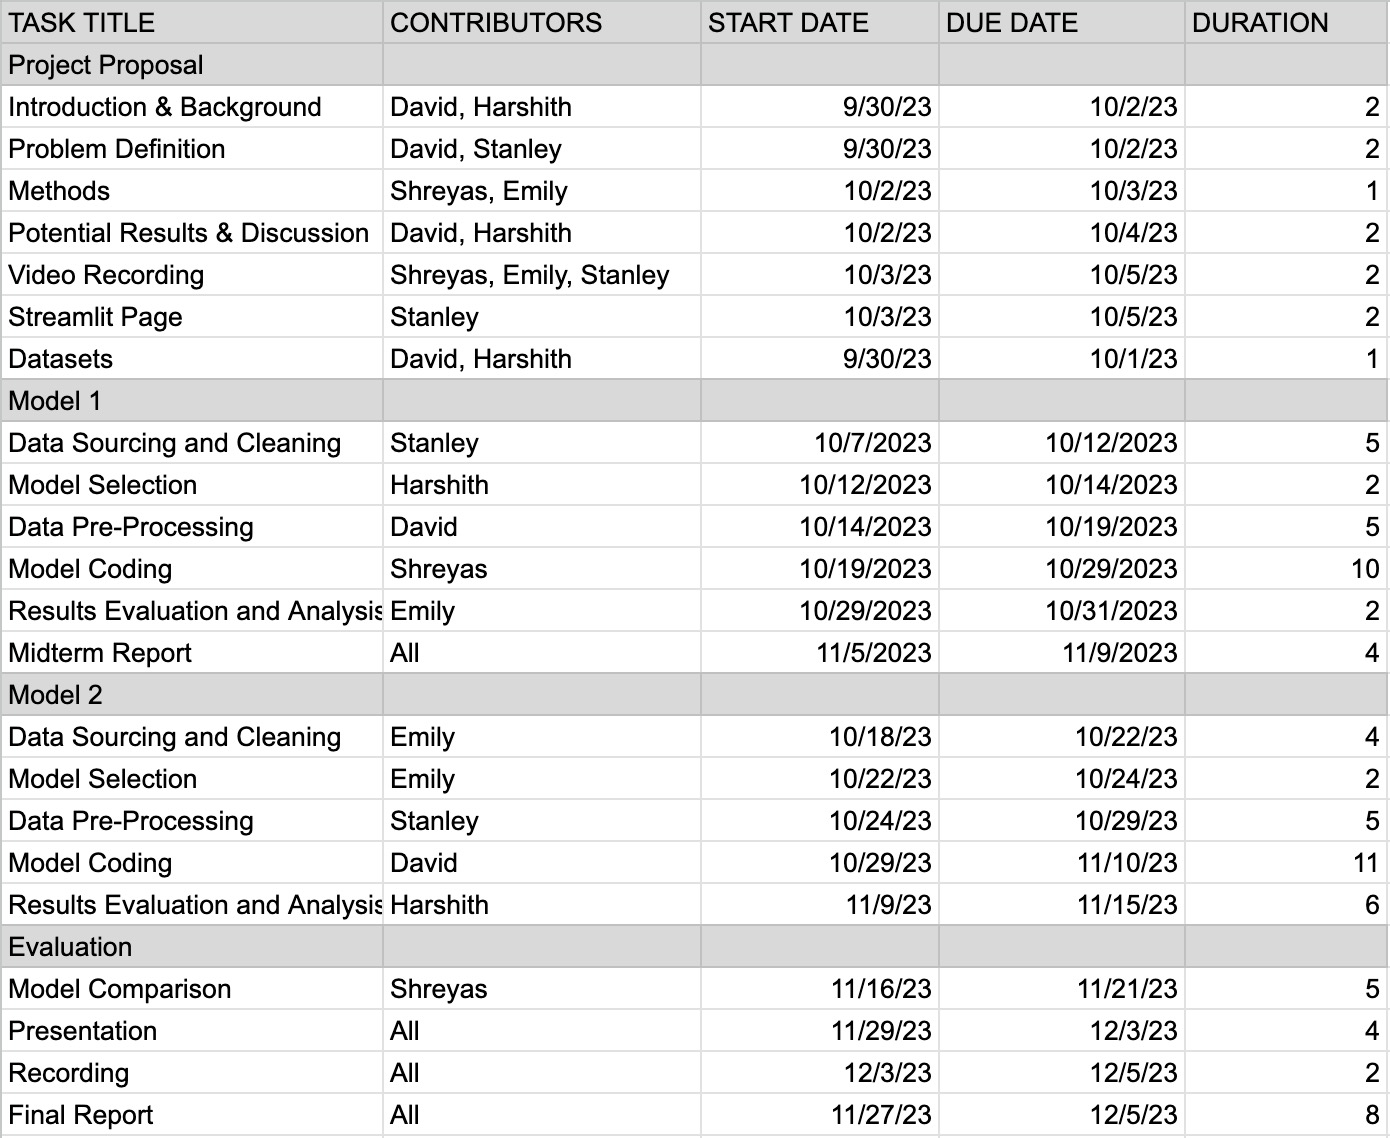 TASK TITLE CONTRIBUTORS START DATE DUE DATE DURATION
Project Proposal
Introduction & Background David, Harshith 9/30/23 10/2/23 2
Problem Definition David, Stanley 9/30/23 10/2/23 2
Methods Shreyas, Emily 10/2/23 10/3/23 1
Potential Results & Discussion David, Harshith 10/2/23 10/4/23 2
Video Recording Shreyas, Emily, Stanley 10/3/23 10/5/23 2
Streamlit Page Stanley 10/3/23 10/5/23 2
Datasets David, Harshith 9/30/23 10/1/23 1
Model 1
Data Sourcing and Cleaning Stanley 10/7/2023 10/12/2023 5
Model Selection Harshith 10/12/2023 10/14/2023 2
Data Pre-Processing David 10/14/2023 10/19/2023 5
Model Coding Shreyas 10/19/2023 10/29/2023 10
Results Evaluation and Analysis Emily 10/29/2023 10/31/2023 2
Midterm Report All 11/5/2023 11/9/2023 4
Model 2
Data Sourcing and Cleaning Emily 10/18/23 10/22/23 4
Model Selection Emily 10/22/23 10/24/23 2
Data Pre-Processing Stanley 10/24/23 10/29/23 5
Model Coding David 10/29/23 11/10/23 11
Results Evaluation and Analysis Harshith 11/9/23 11/15/23 6
Evaluation
Model Comparison Shreyas 11/16/23 11/21/23 5
Presentation All 11/29/23 12/3/23 4
Recording All 12/3/23 12/5/23 2
Final Report All 11/27/23 12/5/23 8